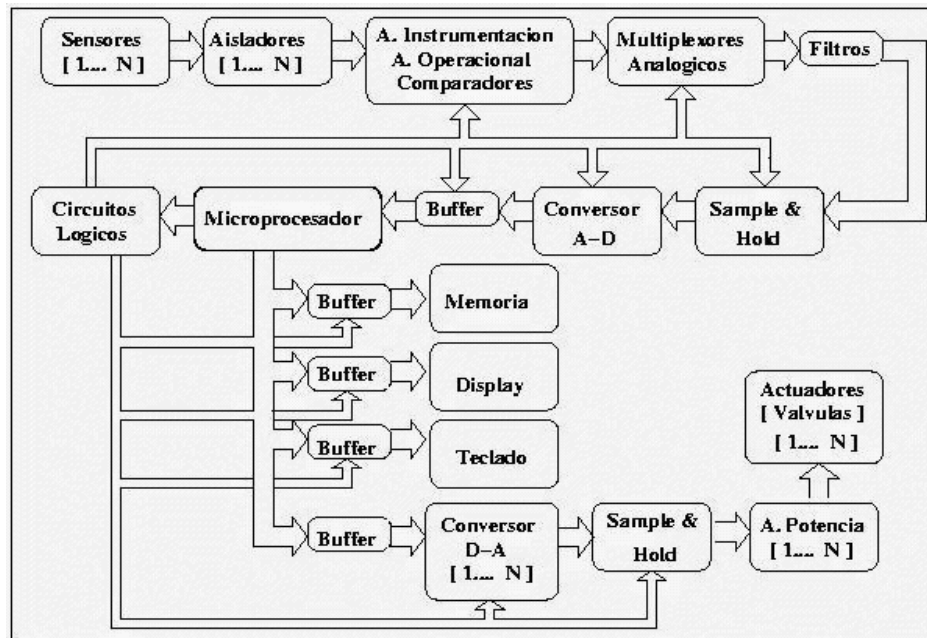 Sensores
[ 1.... N ]
Aisladores
[ 1.... N ]
A. Instrumentacion
A. Operacional
Comparadores
Multiplexores
Analogicos
Filtros
Circuitos
Logicos
Microprocesador
Buffer
Conversor
A-D
Sample &
Hold
Buffer
Memoria
Buffer
Display
Buffer
Teclado
Actuadores
[ Valvulas ]
[ 1.... N ]
Buffer
Conversor
D-A
[ 1.... N ]
Sample &
Hold
A. Potencia
[ 1.... N ]